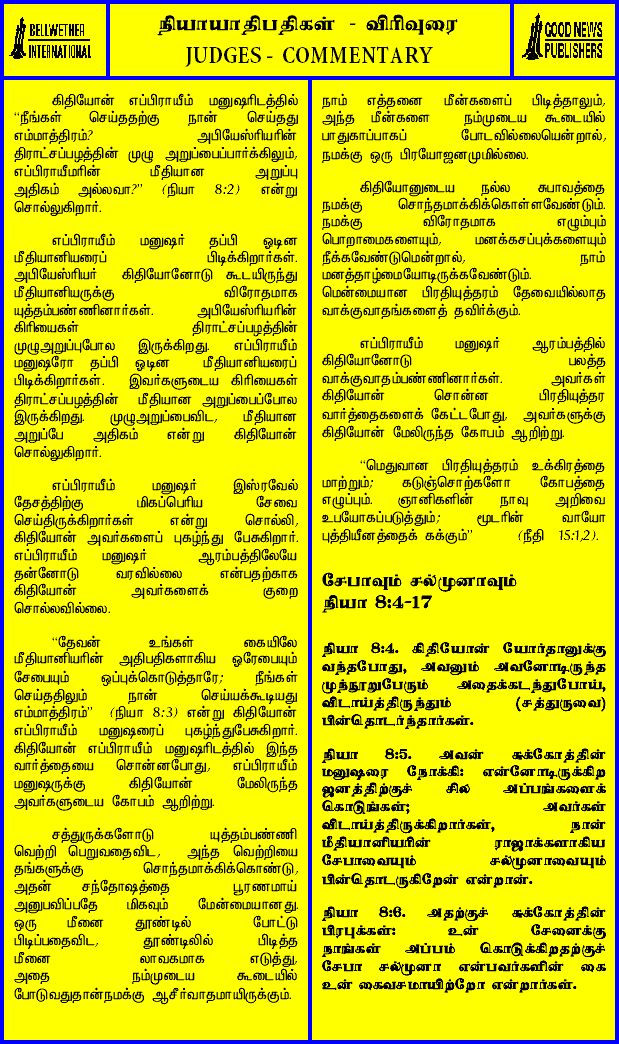 BELLWETHER
INTERNATIONAL
நியாயாதிபதிகள் - விரிவுரை
JUDGES - COMMENTARY
GOOD NEWS
PUBLISHERS
கிதியோன் எப்பிராயீம் மனுஷரிடத்தில்
“நீங்கள் செய்ததற்கு நான் செய்தது
எம்மாத்திரம்? அபியேஸ்ரியரின்
திராட்சப்பழத்தின் முழு அறுப்பைப்பார்க்கிலும்,
எப்பிராயீமரின் மீதியான அறுப்பு
அதிகம் அல்லவா?” (நியா 8:2) என்று
சொல்லுகிறார்.
எப்பிராயீம் மனுஷர் தப்பி ஓடின
மீதியானியரைப் பிடிக்கிறார்கள்.
அபியேஸ்ரியர் கிதியோனோடு கூடயிருந்து
மீதியானியருக்கு விரோதமாக
யுத்தம்பண்ணினார்கள். அபியேஸ்ரியரின்
கிரியைகள் திராட்சப்பழத்தின்
முழுஅறுப்புபோல இருக்கிறது. எப்பிராயீம்
மனுஷரோ தப்பி ஓடின மீதியானியரைப்
பிடிக்கிறார்கள். இவர்களுடைய கிரியைகள்
திராட்சப்பழத்தின் மீதியான அறுப்பைப்போல
இருக்கிறது. முழுஅறுப்பைவிட, மீதியான
அறுப்பே அதிகம் என்று கிதியோன்
சொல்லுகிறார்.
எப்பிராயீம் மனுஷர் இஸ்ரவேல்
தேசத்திற்கு மிகப்பெரிய சேவை
செய்திருக்கிறார்கள் என்று சொல்லி,
கிதியோன் அவர்களைப் புகழ்ந்து பேசுகிறார்.
எப்பிராயீம் மனுஷர் ஆரம்பத்திலேயே
தன்னோடு வரவில்லை என்பதற்காக
கிதியோன் அவர்களைக் குறை
சொல்லவில்லை.
“தேவன் உங்கள் கையிலே
மீதியானியரின் அதிபதிகளாகிய ஓரேபையும்
சேபையும் ஒப்புக்கொடுத்தாரே; நீங்கள்
செய்ததிலும் நான் செய்யக்கூடியது
எம்மாத்திரம்” (நியா 8:3) என்று கிதியோன்
எப்பிராயீம் மனுஷரைப் புகழ்ந்துபேசுகிறார்.
கிதியோன் எப்பிராயீம் மனுஷரிடத்தில் இந்த
வார்த்தையை சொன்னபோது, எப்பிராயீம்
மனுஷருக்கு கிதியோன் மேலிருந்த
அவர்களுடைய கோபம் ஆறிற்று.
சத்துருக்களோடு யுத்தம்பண்ணி
வெற்றி பெறுவதைவிட, அந்த வெற்றியை
தங்களுக்கு சொந்தமாக்கிக்கொண்டு,
அதன் சந்தோஷத்தை பூரணமாய்
அனுபவிப்பதே மிகவும் மேன்மையானது.
ஒரு மீனை தூண்டில் போட்டு
பிடிப்பதைவிட, தூண்டிலில் பிடித்த
மீனை லாவகமாக எடுத்து,
அதை நம்முடைய கூடையில்
போடுவதுதான்நமக்கு ஆசீர்வாதமாயிருக்கும்.
நாம் எத்தனை மீன்களைப் பிடித்தாலும்,
அந்த மீன்களை நம்முடைய கூடையில்
பாதுகாப்பாகப் போடவில்லையென்றால்,
நமக்கு ஒரு பிரயோஜனமுமில்லை.
கிதியோனுடைய நல்ல சுபாவத்தை
நமக்கு சொந்தமாக்கிக்கொள்ளவேண்டும்.
நமக்கு விரோதமாக எழும்பும்
பொறாமைகளையும், மனக்கசப்புக்களையும்
நீக்கவேண்டுமென்றால், நாம்
மனத்தாழ்மையோடிருக்கவேண்டும்.
மென்மையான பிரதியுத்தரம் தேவையில்லாத
வாக்குவாதங்களைத் தவிர்க்கும்.
எப்பிராயீம் மனுஷர் ஆரம்பத்தில்
கிதியோனோடு பலத்த
வாக்குவாதம்பண்ணினார்கள். அவர்கள்
கிதியோன் சொன்ன பிரதியுத்தர
வார்த்தைகளைக் கேட்டபோது, அவர்களுக்கு
கிதியோன் மேலிருந்த கோபம் ஆறிற்று.
“மெதுவான பிரதியுத்தரம் உக்கிரத்தை
மாற்றும்; கடுஞ்சொற்களோ கோபத்தை
எழுப்பும். ஞானிகளின் நாவு அறிவை
உபயோகப்படுத்தும்; மூடரின் வாயோ
புத்தியீனத்தைக் கக்கும்” (நீதி 15:1,2).
சேபாவும் சல்முனாவும்
நியா 8:4-17
நியா 8:4. கிதியோன் யோர்தானுக்கு
வந்தபோது, அவனும் அவனோடிருந்த
முந்நூறுபேரும் அதைக்கடந்துபோய்,
விடாய்த்திருந்தும் (சத்துருவை)
பின்தொடர்ந்தார்கள்.
நியா 8:5. அவன் சுக்கோத்தின்
மனுஷரை நோக்கி: என்னோடிருக்கிற
ஜனத்திற்குச் சில அப்பங்களைக்
கொடுங்கள்; அவர்கள்
விடாய்த்திருக்கிறார்கள், நான்
மீதியானியரின் ராஜாக்களாகிய
சேபாவையும் சல்முனாவையும்
பின்தொடருகிறேன் என்றான்.
நியா 8:6. அதற்குச் சுக்கோத்தின்
பிரபுக்கள்: உன் சேனைக்கு
நாங்கள் அப்பம் கொடுக்கிறதற்குச்
சேபா சல்முனா என்பவர்களின் கை
உன் கைவசமாயிற்றோ என்றார்கள்.